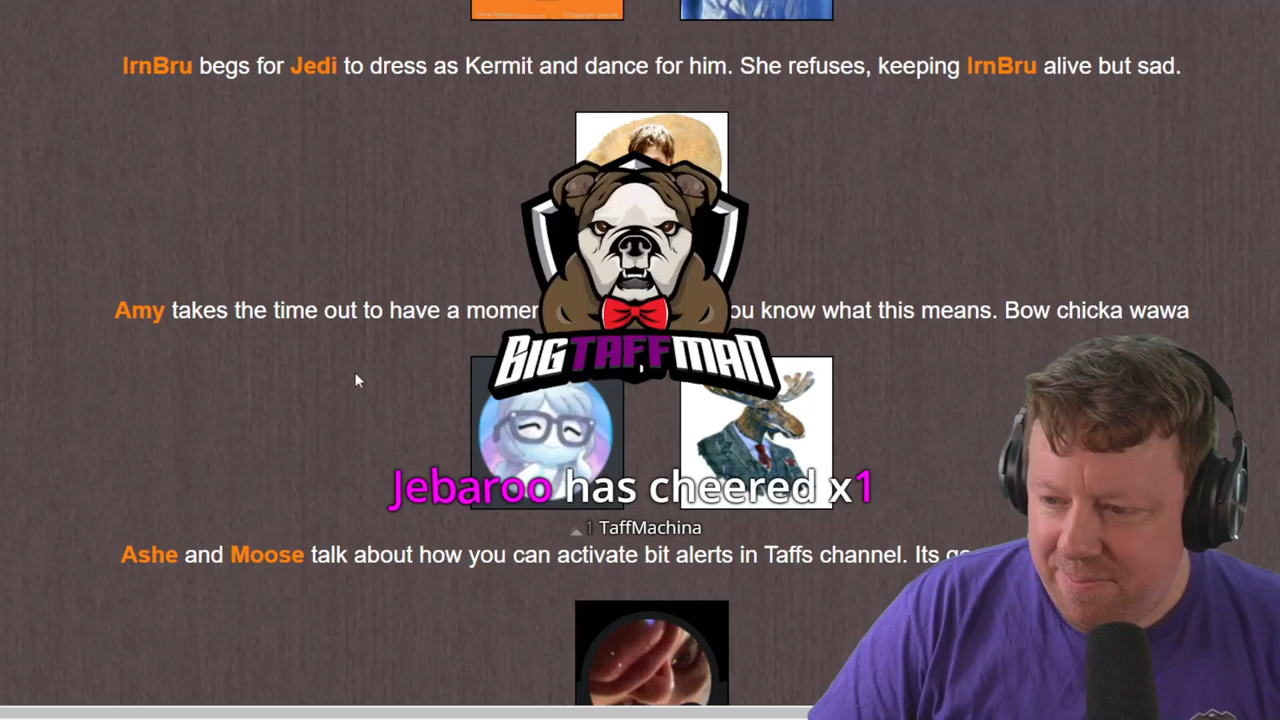 IrnBru begs for Jedi to dress as Kermit and dance for him. She refuses, keeping IrnBru alive but sad.
Amy takes the time out to have a momen ou know what this means. Bow chicka wawa
BIGTAFFMAN
Jebaroo has cheered x1
1 TaffMachina
Ashe and Moose talk about how you can activate bit alerts in Taffs channel. Its